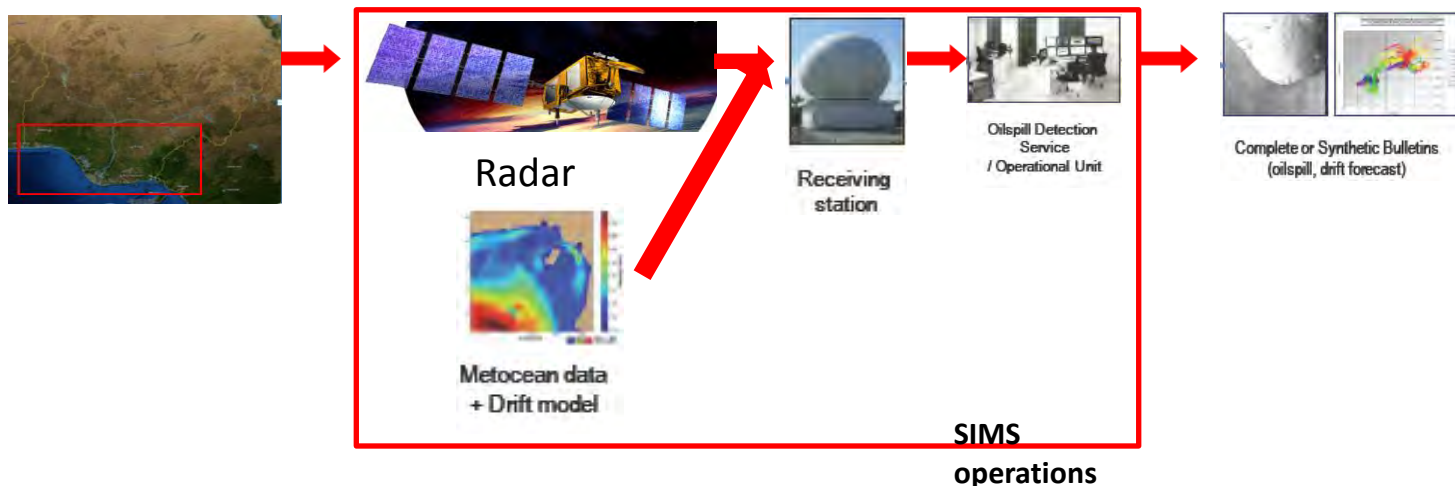 Radar
Metocean data
+ Drift model
Receiving
station
Oilspill Detection
Service
/ Operational Unit
SIMS
operations
Complete or Synthetic Bulletins
(oilspill, drift forecast)